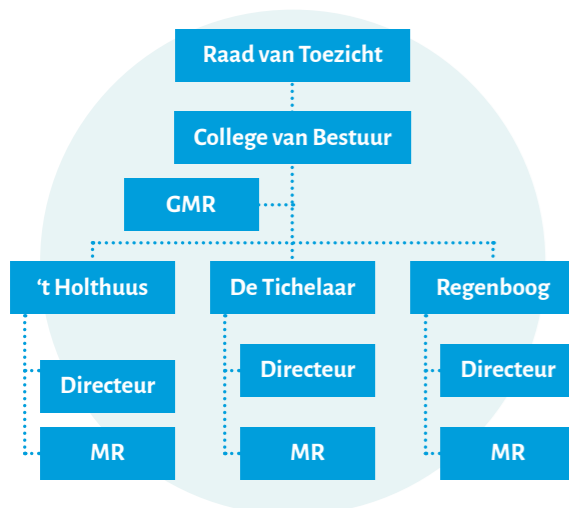 Raad van Toezicht
College van Bestuur
GMR
‘t Holthuus
De Tichelaar
Regenboog
Directeur
Directeur
Directeur
MR
MR
MR